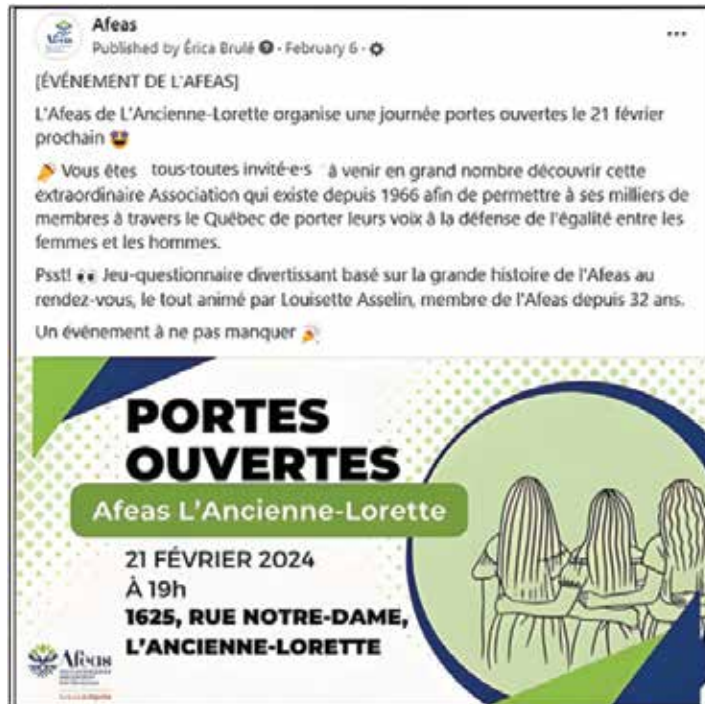 Afeas
Published by Érica Brulé · February 6 ·
[ÉVÉNEMENT DE L'AFEAS]
L'Afeas de L'Ancienne-Lorette organise une journée portes ouvertes le 21 février
prochain
Vous êtes tous·toutes invité·e·s à venir en grand nombre découvrir cette
extraordinaire Association qui existe depuis 1966 afin de permettre à ses milliers de
membres à travers le Québec de porter leurs voix à la défense de l'égalité entre les
femmes et les hommes.
Psst! Jeu-questionnaire divertissant basé sur la grande histoire de l'Afeas au
rendez-vous, le tout animé par Louisette Asselin, membre de l'Afeas depuis 32 ans.
Un événement à ne pas manquer
PORTES
OUVERTES
Afeas L'Ancienne-Lorette
21 FÉVRIER 2024
À 19h
1625, RUE NOTRE-DAME,
L'ANCIENNE-LORETTE
Afeas